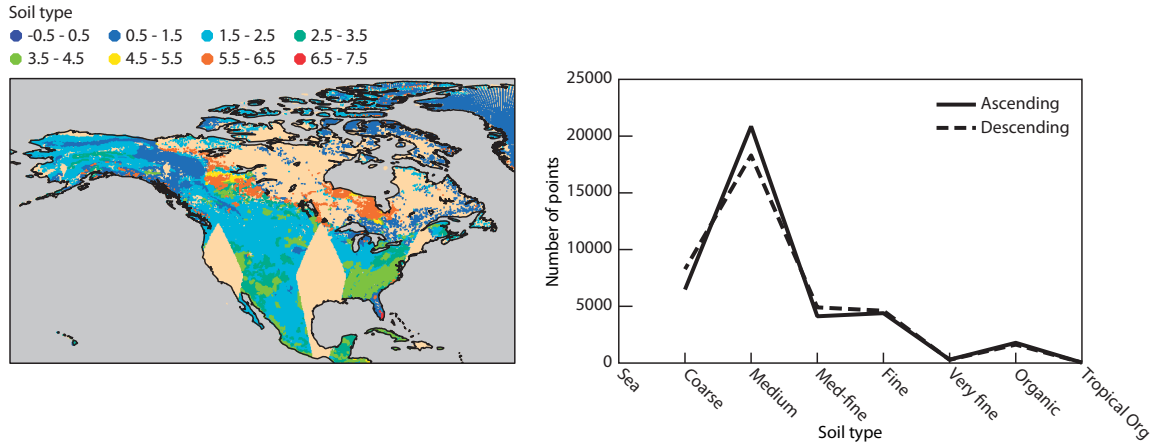 Soil type
-0.5 - 0.5 0.5 - 1.5 1.5 - 2.5 2.5 - 3.5
3.5 - 4.5 4.5 - 5.5 5.5 - 6.5 6.5 - 7.5
25000
20000
15000
10000
5000
0
Number of points
Ascending
Descending
Sea
Coarse
Medium
Med-fine
Fine
Very fine
Organic
Tropical Org
Soil type